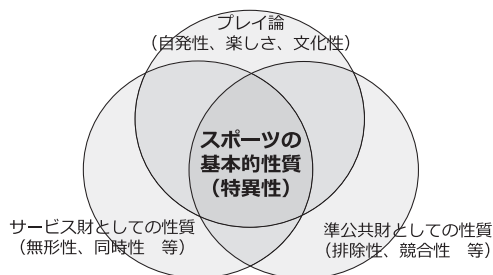 プレイ論
（自発性、楽しさ、文化性）
スポーツの
基本的性質
（特異性）
サービス財としての性質
（無形性、同時性　等）
準公共財としての性質
（排除性、競合性　等）